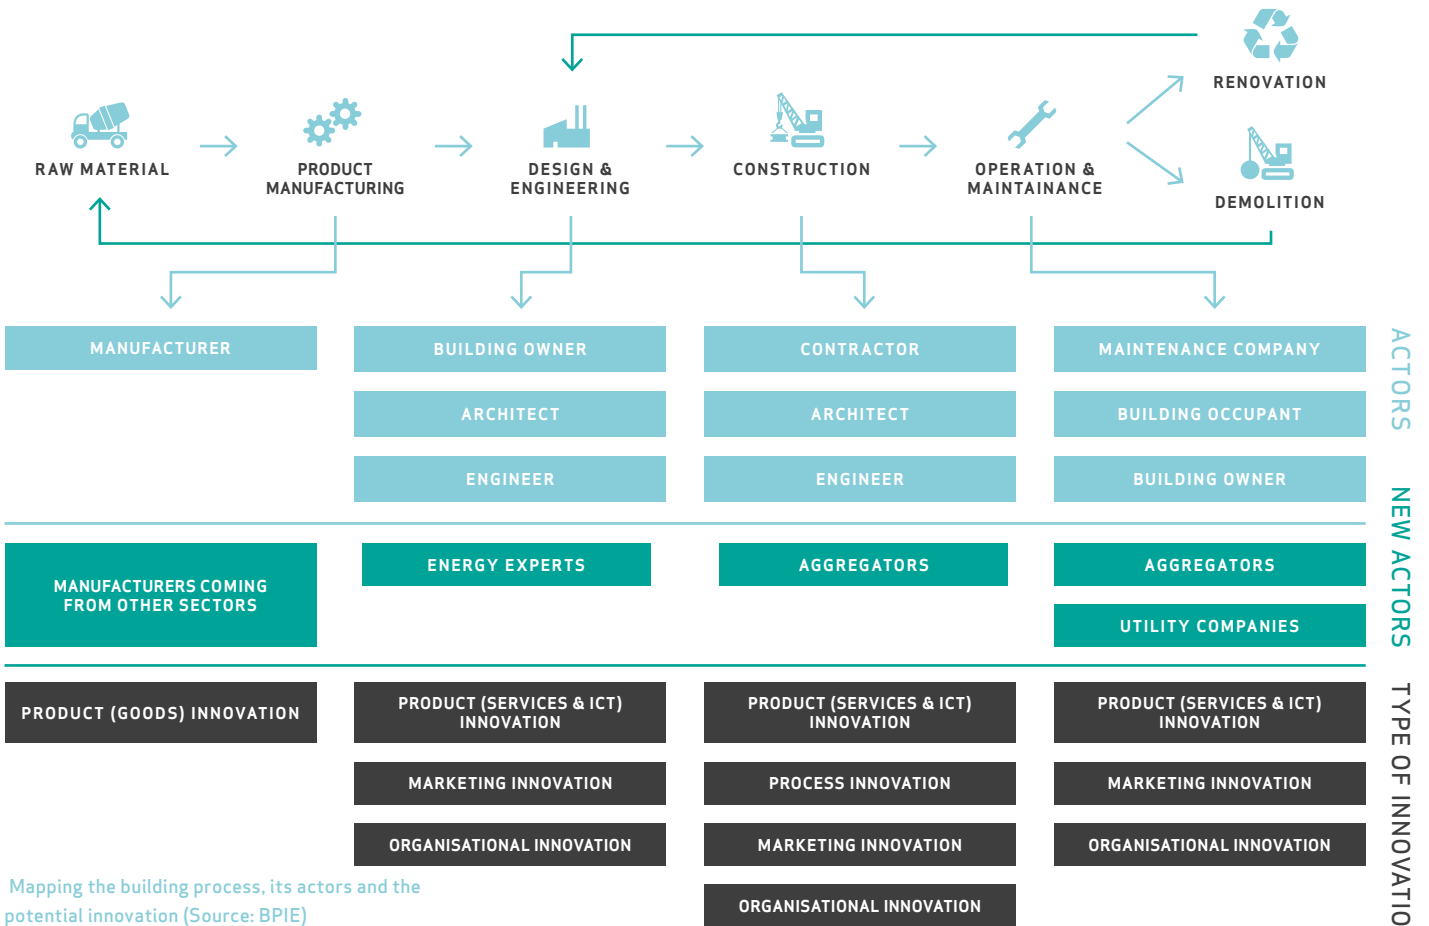 RENOVATION
RAW MATERIAL
PRODUCT
MANUFACTURING
DESIGN &
ENGINEERING
CONSTRUCTION
OPERATION &
MAINTAINANCE
DEMOLITION
MANUFACTURER
BUILDING OWNER
CONTRACTOR
MAINTENANCE COMPANY
ARCHITECT
ARCHITECT
BUILDING OCCUPANT
ENGINEER
ENGINEER
BUILDING OWNER
ACTORS
MANUFACTURERS COMING
FROM OTHER SECTORS
ENERGY EXPERTS
AGGREGATORS
AGGREGATORS
UTILITY COMPANIES
NEW ACTORS
PRODUCT (GOODS) INNOVATION
PRODUCT (SERVICES & ICT)
INNOVATION
PRODUCT (SERVICES & ICT)
INNOVATION
PRODUCT (SERVICES & ICT)
INNOVATION
MARKETING INNOVATION
PROCESS INNOVATION
MARKETING INNOVATION
ORGANISATIONAL INNOVATION
MARKETING INNOVATION
ORGANISATIONAL INNOVATION
ORGANISATIONAL INNOVATION
TYPE OF INNOVATIO
Mapping the building process, its actors and the
potential innovation (Source: BPIE)